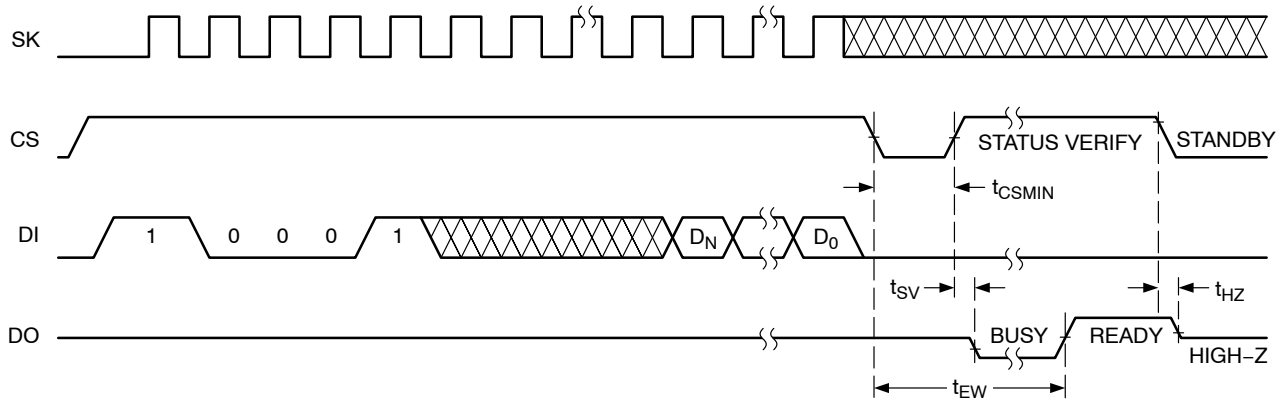 SK
CS
STATUS VERIFY
STANDBY
tCSMIN
DI
1 0 0 0 1 DN D0
tSV
tHZ
DO
BUSY
READY
HIGH–Z
tEW